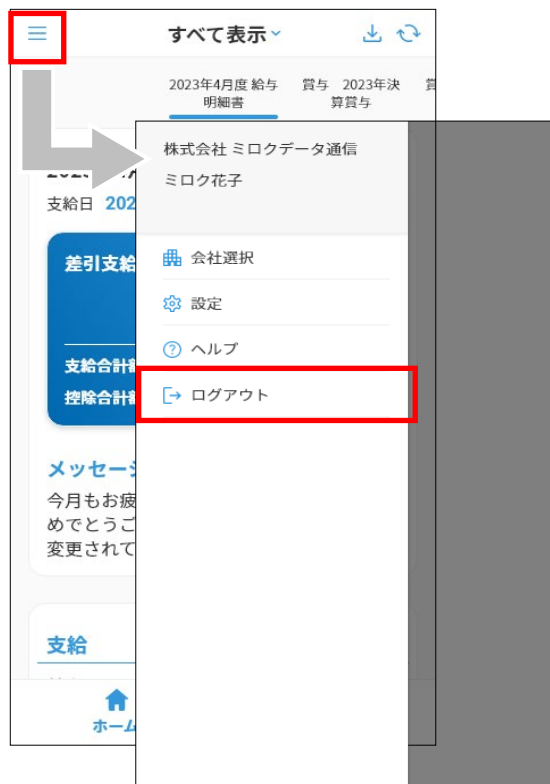 すべて表示
2023年4月度 給与
明細書
賞与 2023年決
算賞与
賞
株式会社 ミロクデータ通信
ミロク花子
支給日 202
差引支給
支給合計額
控除合計額
会社選択
設定
ヘルプ
ログアウト
メッセージ
今月もお疲
めでとうご
変更されて
支給
ホーム